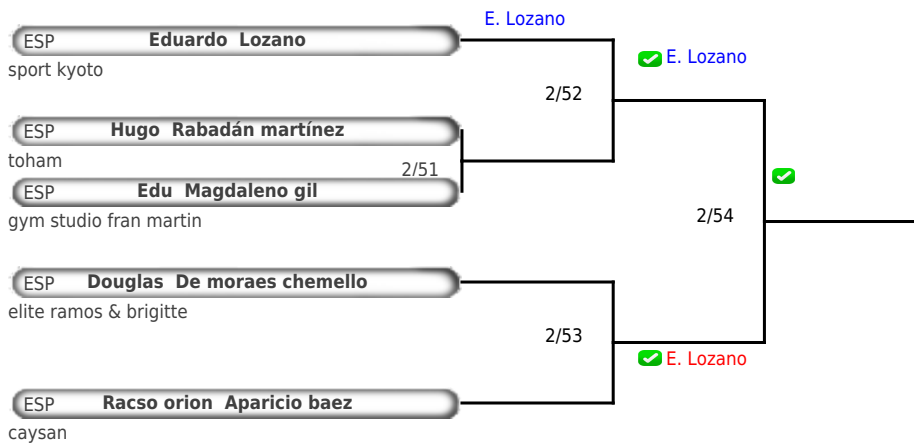 E. Lozano
ESP Eduardo Lozano
sport kyoto
E. Lozano
2/52
ESP Hugo Rabadán martínez
toham
2/51
ESP Edu Magdaleno gil
gym studio fran martin
2/54
ESP Douglas De moraes chemello
elite ramos & brigitte
2/53
E. Lozano
ESP Racso orion Aparicio baez
caysan